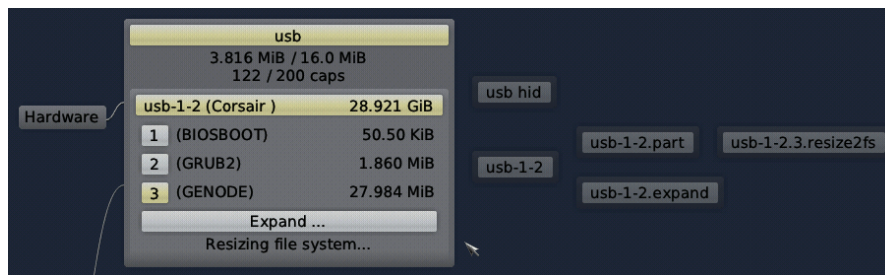 usb
3.816 MiB / 16.0 MiB
122 / 200 caps
usb-1-2 (Corsair ) 28.921 GiB
1 (BIOSBOOT) 50.50 KiB
2 (GRUB2) 1.860 MiB
3 (GENODE) 27.984 MiB
Expand ...
Resizing file system...
Hardware
usb hid
usb-1-2
usb-1-2.part
usb-1-2.3.resize2fs
usb-1-2.expand